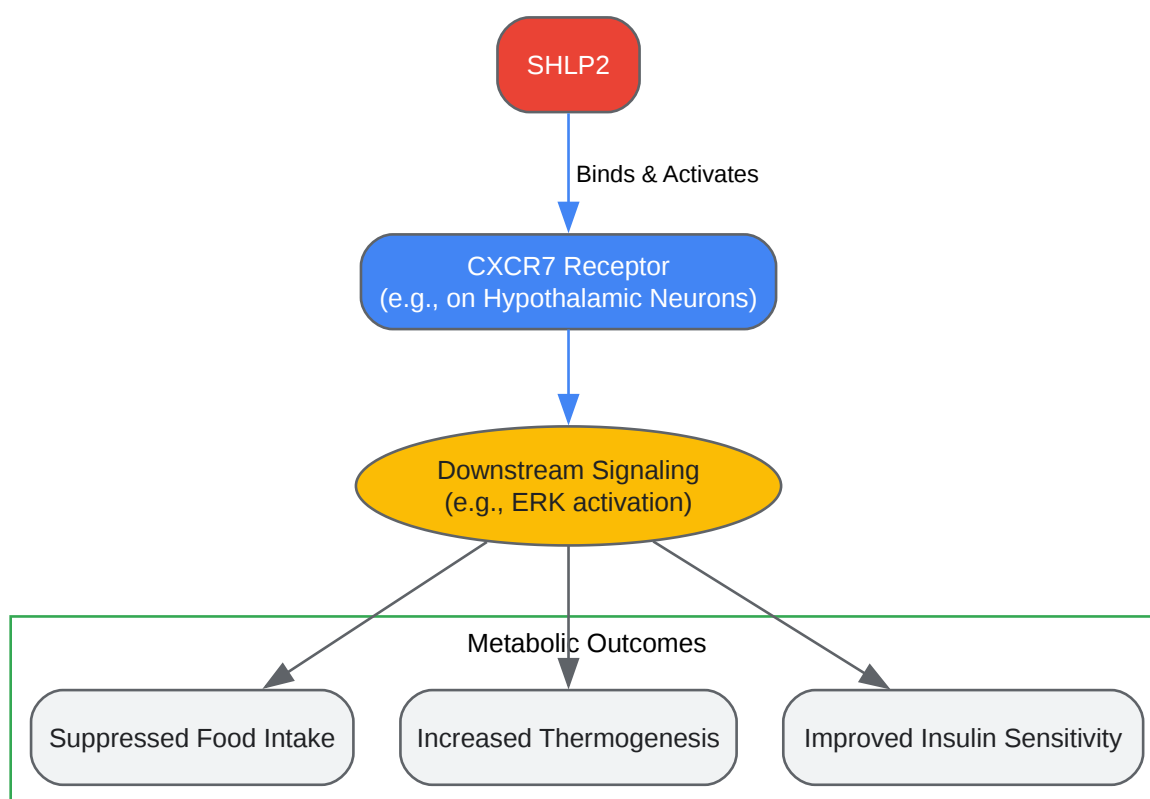 SHLP2
Binds & Activates
CXCR7 Receptor
(e.g., on Hypothalamic Neurons)
Downstream Signaling
(e.g., ERK activation)
Metabolic Outcomes
Suppressed Food Intake
Increased Thermogenesis
Improved Insulin Sensitivity